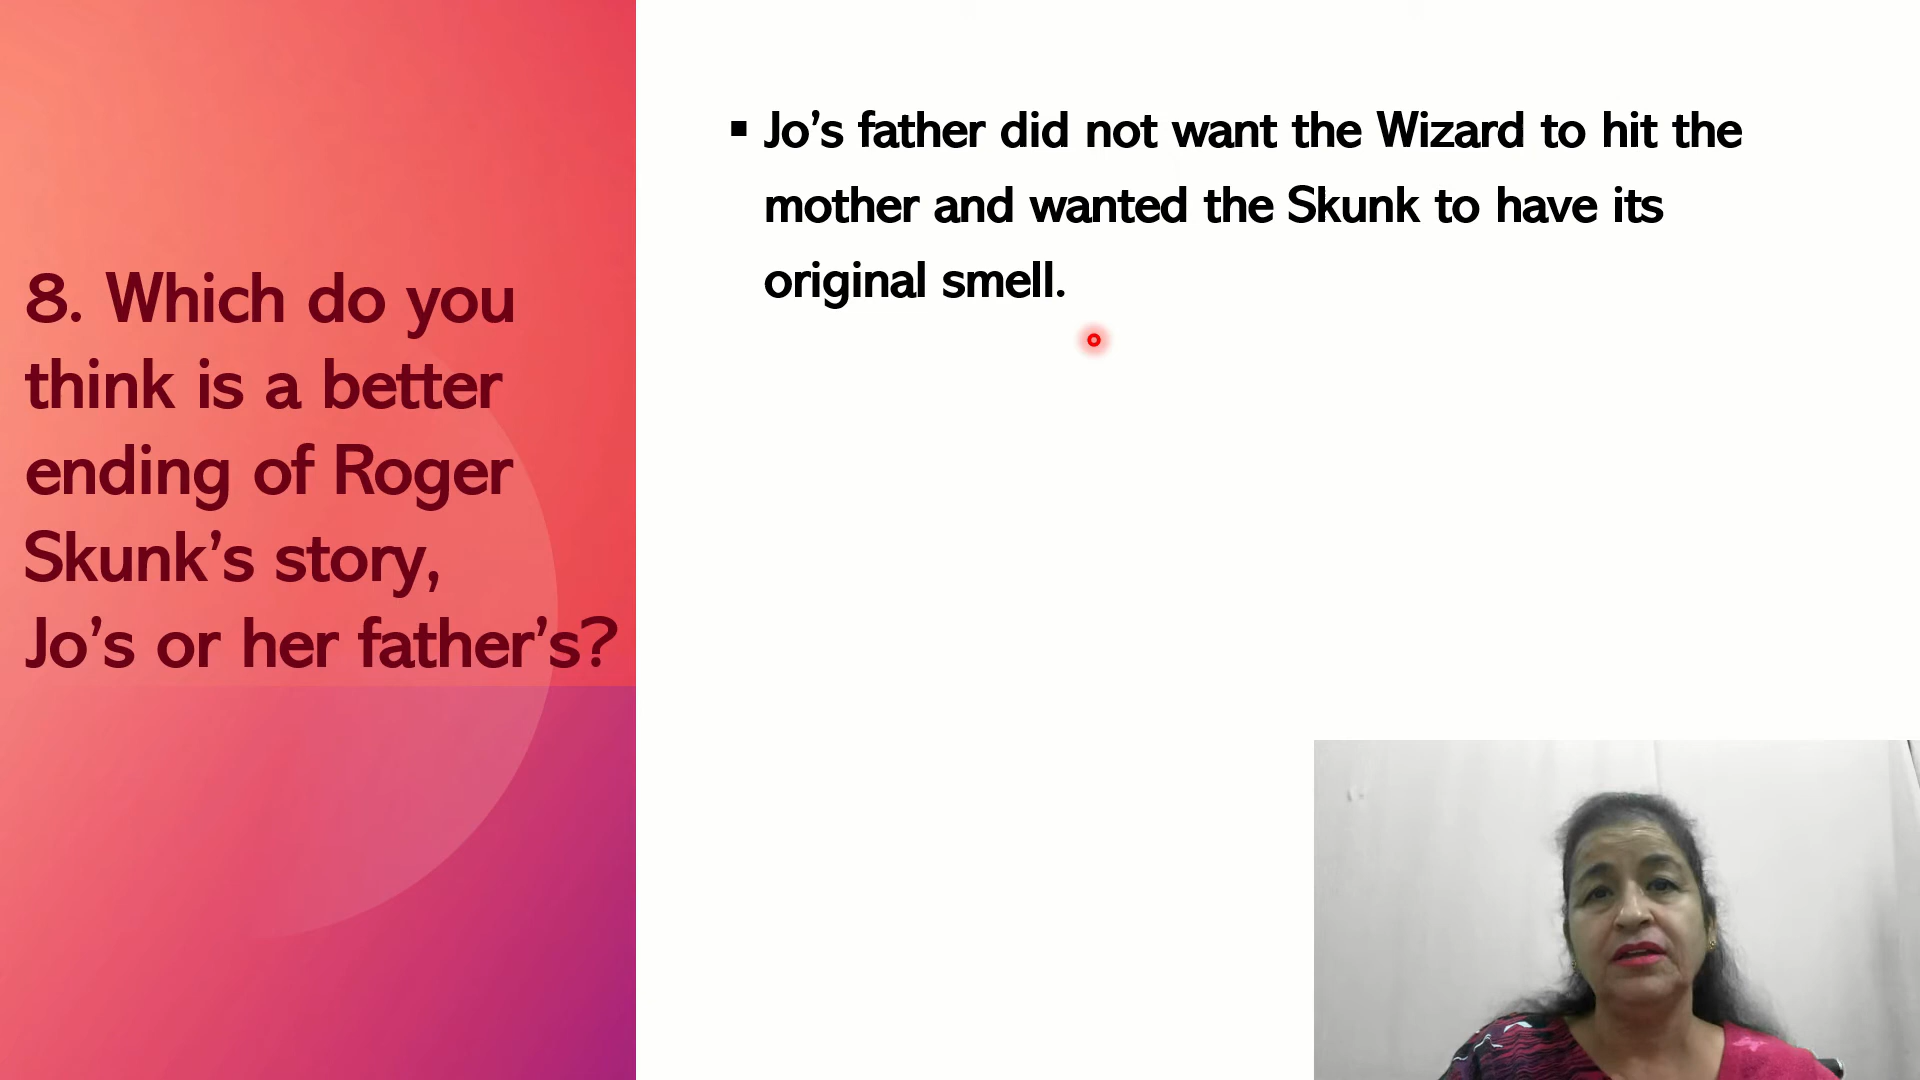 8. Which do you
think is a better
ending of Roger
Skunk’s story,
Jo’s or her father’s?
▪ Jo’s father did not want the Wizard to hit the
mother and wanted the Skunk to have its
original smell.